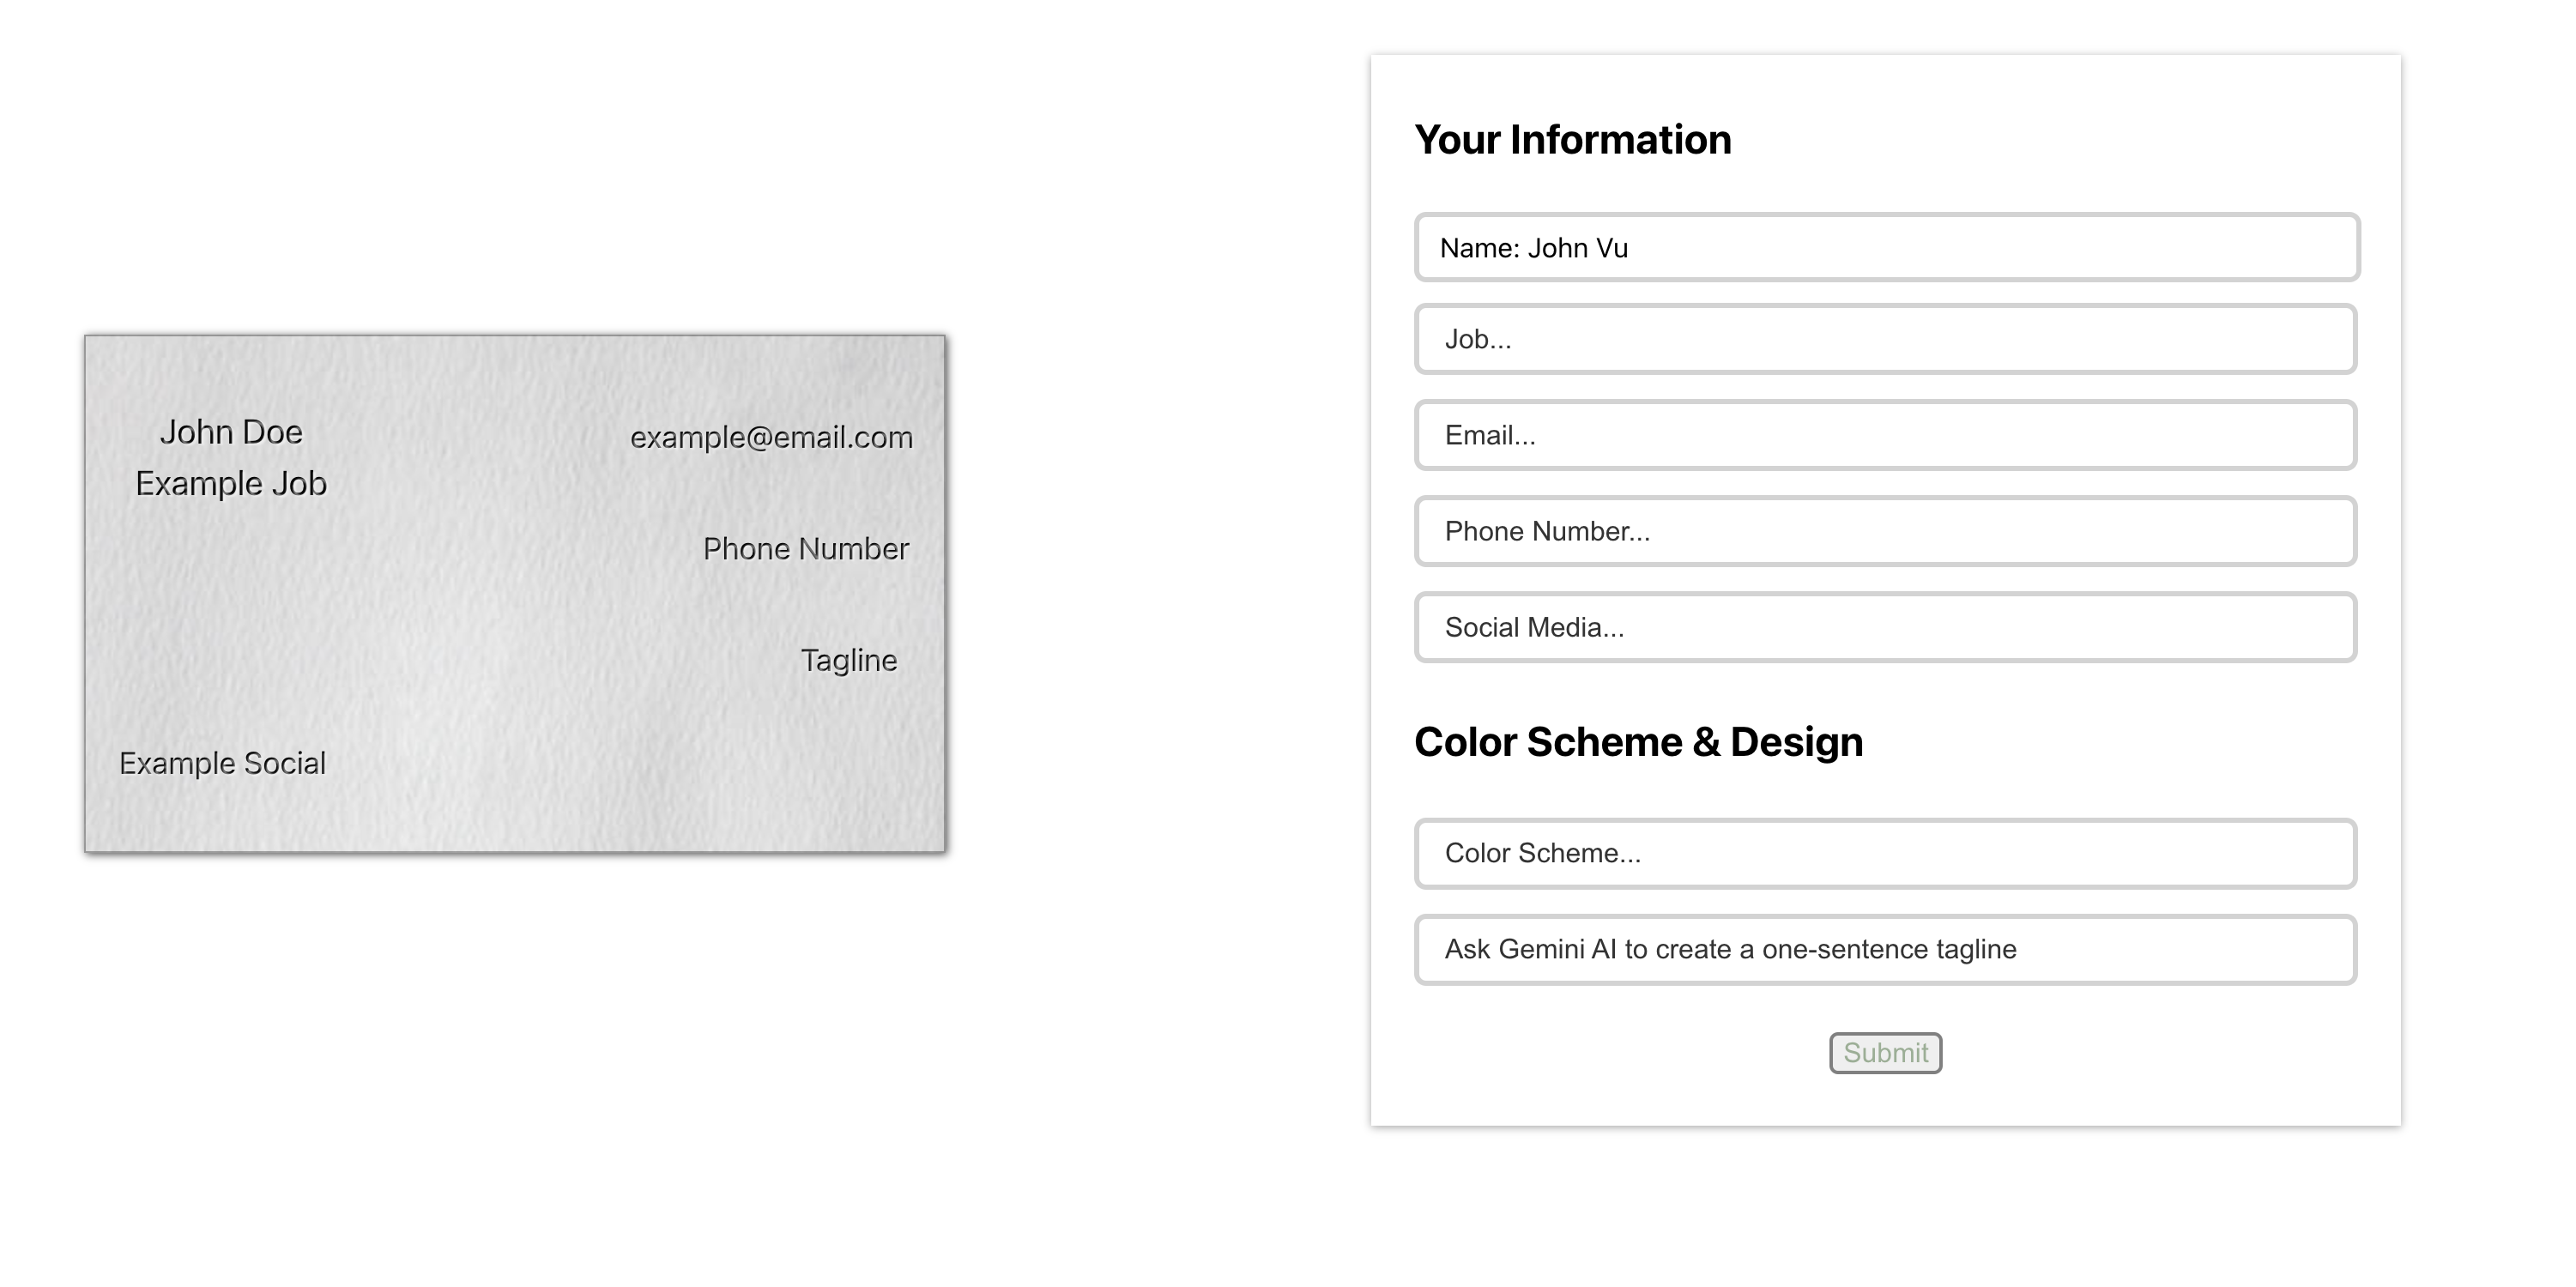 John Doe
Example Job
example@email.com
Phone Number
Tagline
Example Social
Your Information
Name: John Vu
Job...
Email...
Phone Number...
Social Media...
Color Scheme & Design
Color Scheme...
Ask Gemini AI to create a one-sentence tagline
Submit